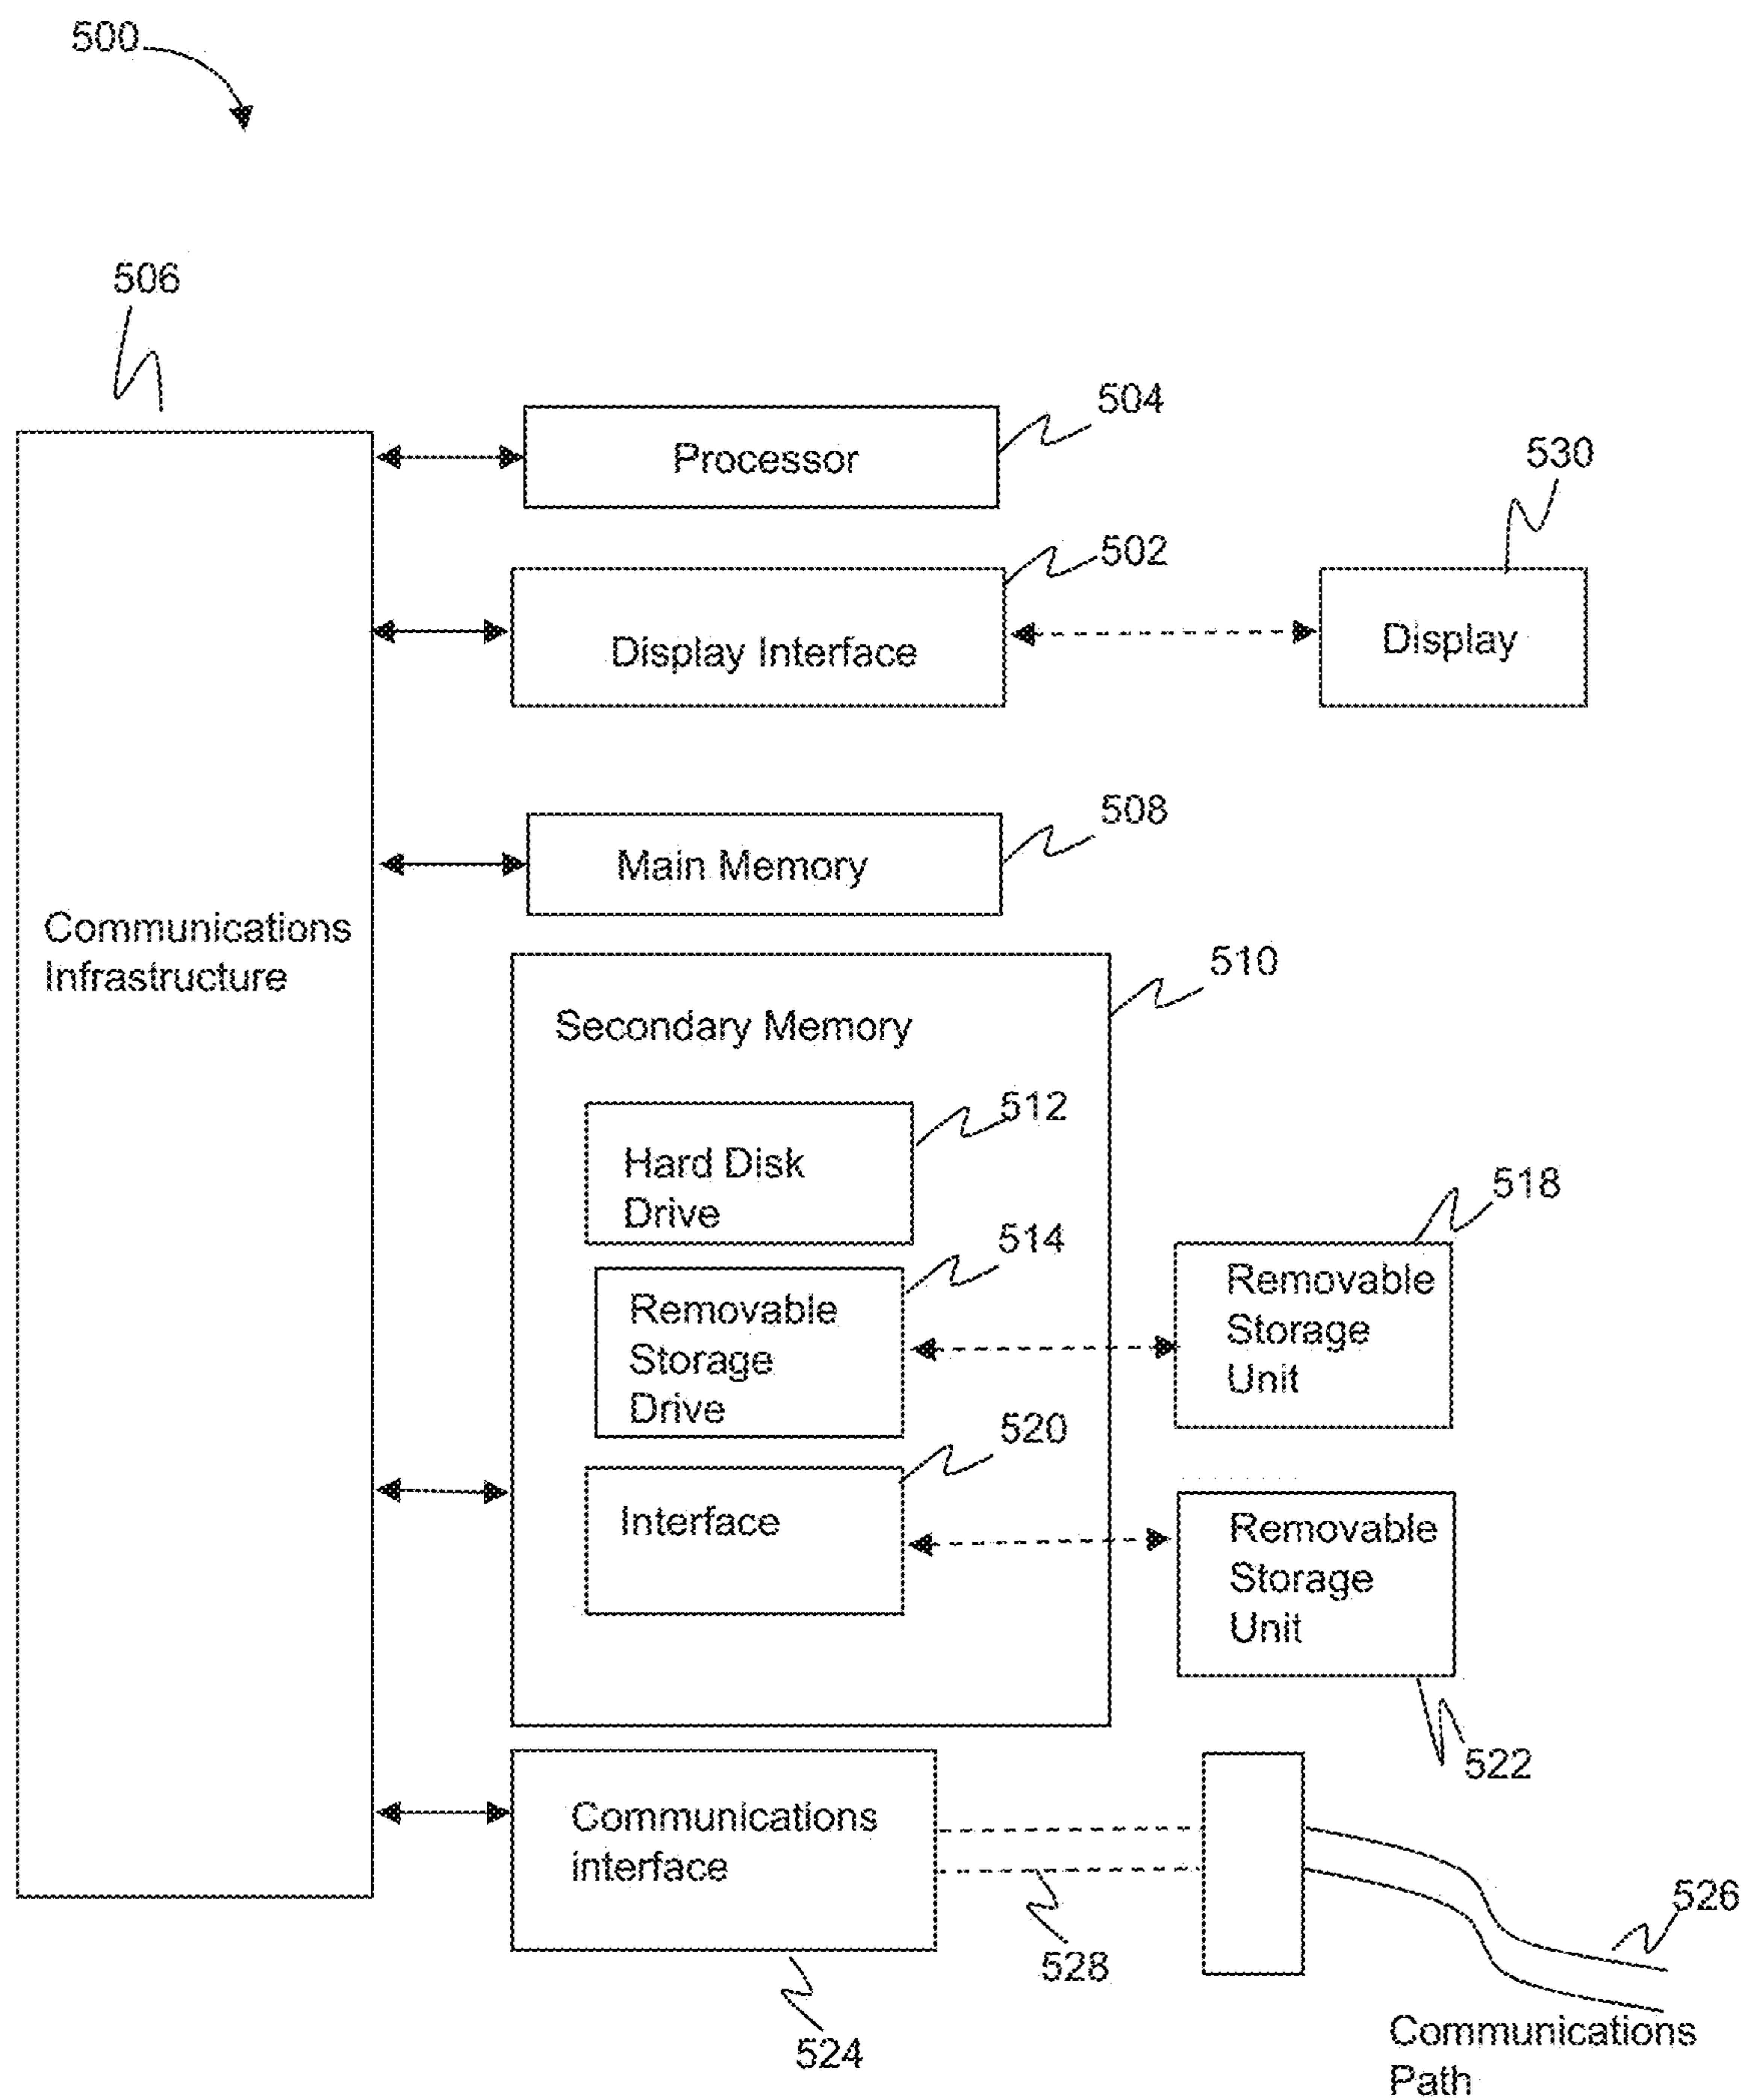 500
506
504
Processor
530
502
Display Interface
Display
508
Main Memory
Communications
Infrastructure
510
Secondary Memory
512
Hard Disk
Drive
518
514
Removable
Storage
Drive
Removable
Storage
Unit
520
Interface
Removable
Storage
Unit
522
Communications
interface
528
526
524
Communications
Path